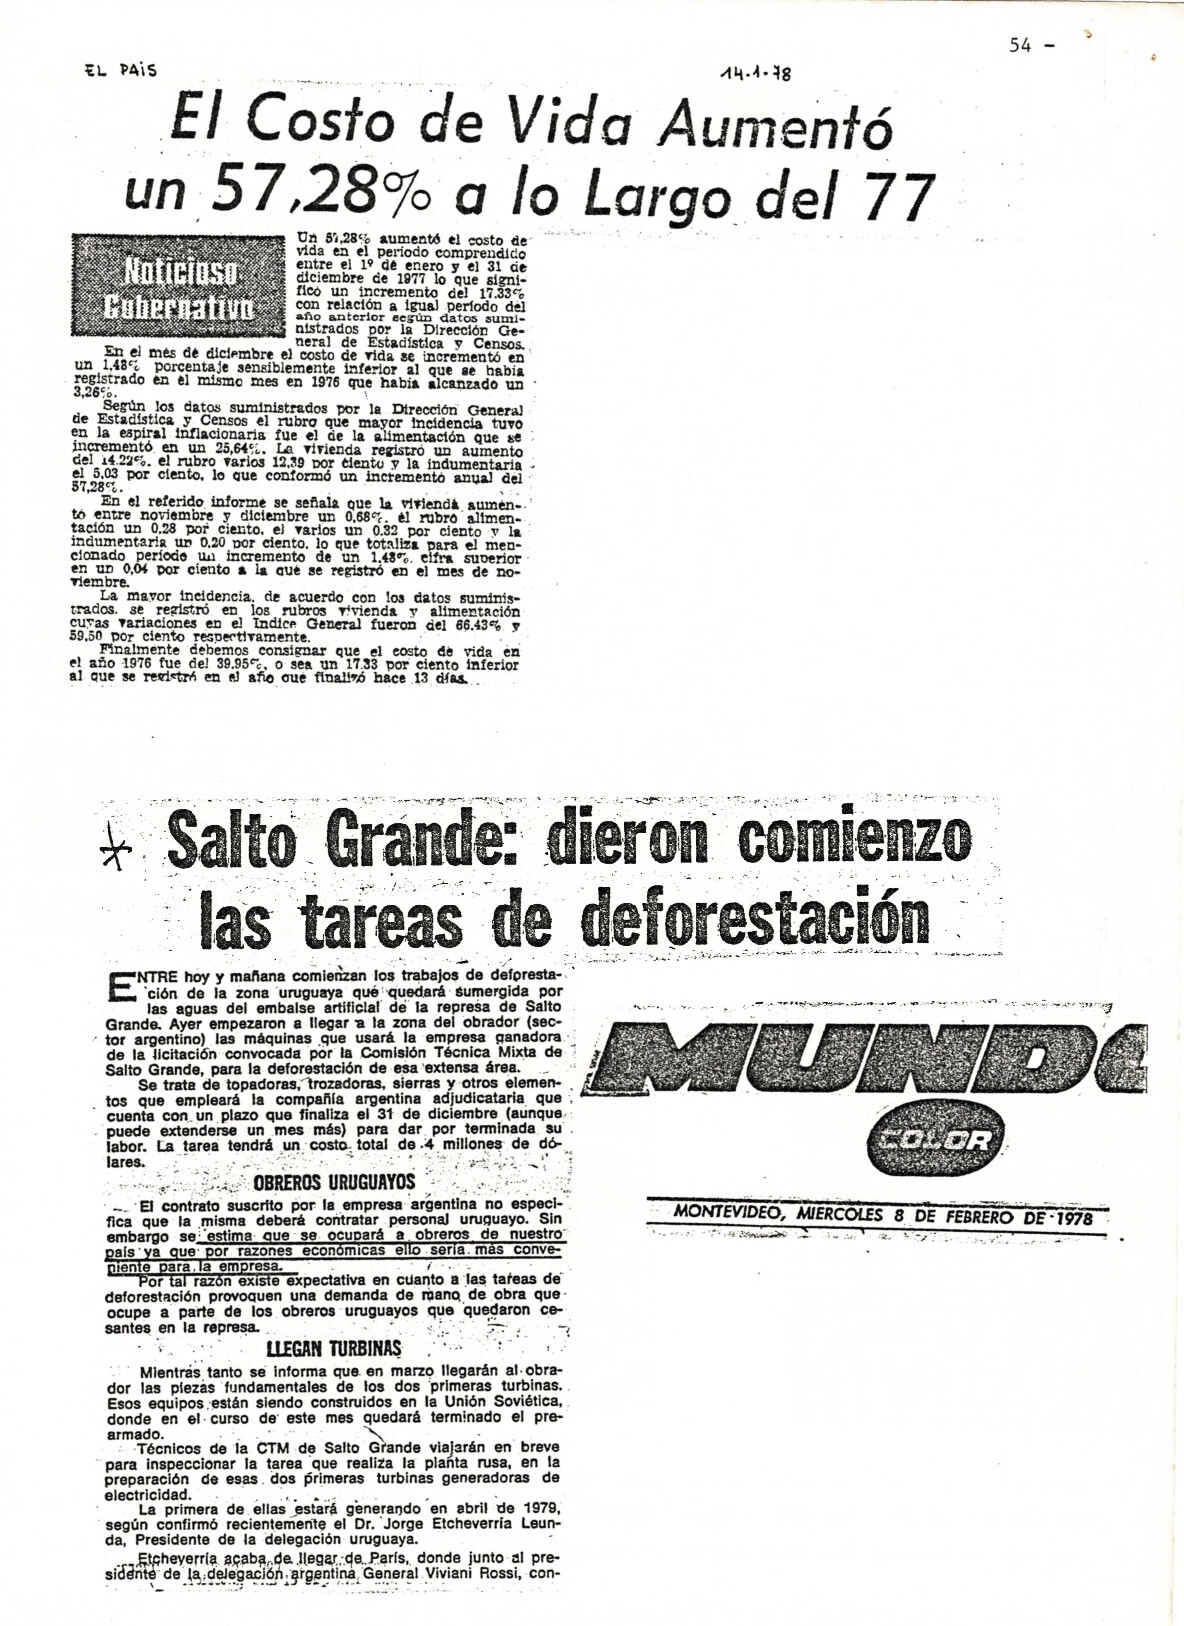 54 -
EL PAIS
14.1.78
El Costo de Vida Aumentó
un 57,28% a lo Largo del 77
Noticioso
Gubernativo
Un 57,28% aumentó el costo de
vida en el período comprendido
entre el 1º de enero y el 31 de
diciembre de 1977 lo que signi-
ficó un incremento del 17.33%
con relación a igual período del
año anterior según datos sumi-
nistrados por la Dirección Ge-
neral de Estadística y Censos.
En el mes de diciembre el costo de vida se incrementó en
un 1,48% porcentaje sensiblemente inferior al que se había
registrado en el mismo mes en 1976 que había alcanzado un
3,26%.
Según los datos suministrados por la Dirección General
de Estadística y Censos el rubro que mayor incidencia tuvo
en la espiral inflacionaria fue el de la alimentación que se
incrementó en un 25,64%. La vivienda registró un aumento
del 14.22%. el rubro varios 12,39 por ciento y la indumentaria
el 5,03 por ciento, lo que conformó un incremento anual del
57,28%.
En el referido informe se señala que la vivienda aumen-
tó entre noviembre y diciembre un 0,68%. el rubro alimen-
tación un 0,28 por ciento, el varios un 0.32 por ciento y la
indumentaria un 0,20 por ciento, lo que totaliza para el men-
cionado período un incremento de un 1,48%. cifra superior
en un 0,04 por ciento a la que se registró en el mes de no-
viembre.
La mayor incidencia, de acuerdo con los datos suminis-
trados, se registró en los rubros vivienda y alimentación
cuyas variaciones en el Indice General fueron del 66.43% y
59,50 por ciento respectivamente.
Finalmente debemos consignar que el costo de vida en
el año 1976 fue del 39.95%, o sea un 17.33 por ciento inferior
al que se registró en el año que finalizó hace 13 días.
* Salto Grande: dieron comienzo
las tareas de deforestación
ENTRE hoy y mañana comienzan los trabajos de deforesta-
ción de la zona uruguaya que quedará sumergida por
las aguas del embalse artificial de la represa de Salto
Grande. Ayer empezaron a llegar a la zona del obrador (sec-
tor argentino) las máquinas que usará la empresa ganadora
de la licitación convocada por la Comisión Técnica Mixta de
Salto Grande, para la deforestación de esa extensa área.
Se trata de topadoras, trozadoras, sierras y otros elemen-
tos que empleará la compañía argentina adjudicataria que
cuenta con un plazo que finaliza el 31 de diciembre (aunque
puede extenderse un mes más) para dar por terminada su
labor. La tarea tendrá un costo total de 4 millones de dó-
lares.
OBREROS URUGUAYOS
El contrato suscrito por la empresa argentina no especi-
fica que la misma deberá contratar personal uruguayo. Sin
embargo se estima que se ocupará a obreros de nuestro
país ya que por razones económicas ello sería más conve-
niente para la empresa.
Por tal razón existe expectativa en cuanto a las tareas de
deforestación provoquen una demanda de mano de obra que
ocupe a parte de los obreros uruguayos que quedaron ce-
santes en la represa.
LLEGAN TURBINAS
Mientras tanto se informa que en marzo llegarán al obra-
dor las piezas fundamentales de los dos primeras turbinas.
Esos equipos están siendo construidos en la Unión Soviética,
donde en el curso de este mes quedará terminado el pre-
armado.
Técnicos de la CTM de Salto Grande viajarán en breve
para inspeccionar la tarea que realiza la planta rusa, en la
preparación de esas dos primeras turbinas generadoras de
electricidad.
La primera de ellas estará generando en abril de 1979,
según confirmó recientemente el Dr. Jorge Etcheverría Leun-
da, Presidente de la delegación uruguaya.
Etcheverría acaba de llegar de París, donde junto al pre-
sidente de la delegación argentina General Viviani Rossi, con-
MUNDO
COLOR
MONTEVIDEO, MIERCOLES 8 DE FEBRERO DE 1978